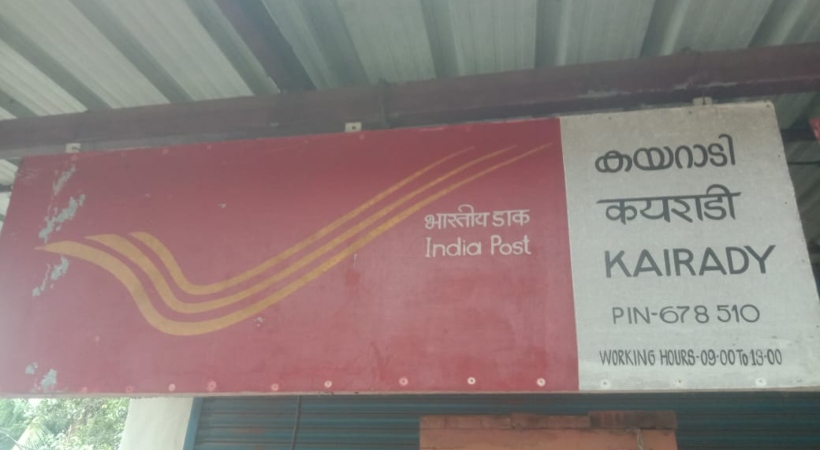 भारतीय डाक
India Post
കയറാടി
कयराडी
KAIRADY
PIN-678 510
WORKING HOURS-09-00 To 13-00